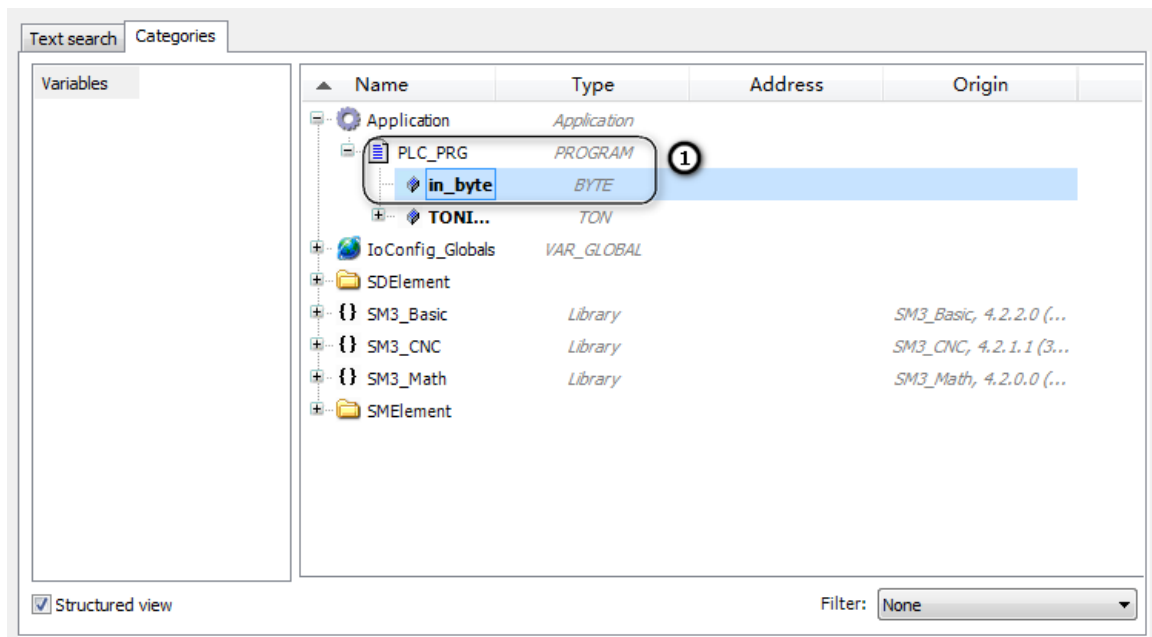 Text search Categories
Variables
Name Type Address Origin
Application Application
PLC_PRG PROGRAM
1
in_byte BYTE
TONI... TON
IoConfig_Globals VAR_GLOBAL
SDElement
{} SM3_Basic Library SM3_Basic, 4.2.2.0 (...
{} SM3_CNC Library SM3_CNC, 4.2.1.1 (3...
{} SM3_Math Library SM3_Math, 4.2.0.0 (...
SMElement
Structured view Filter: None